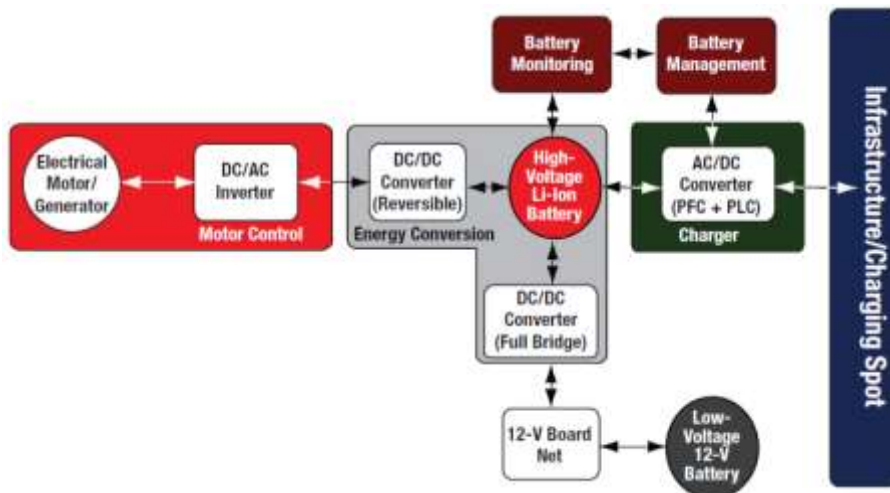 Battery
Monitoring
Battery
Management
Electrical
Motor/
Generator
DC/AC
Inverter
Motor Control
DC/DC
Converter
(Reversible)
Energy Conversion
High-
Voltage
Li-Ion
Battery
AC/DC
Converter
(PFC + PLC)
Charger
DC/DC
Converter
(Full Bridge)
12-V Board
Net
Low-
Voltage
12-V
Battery
Infrastructure/Charging Spot